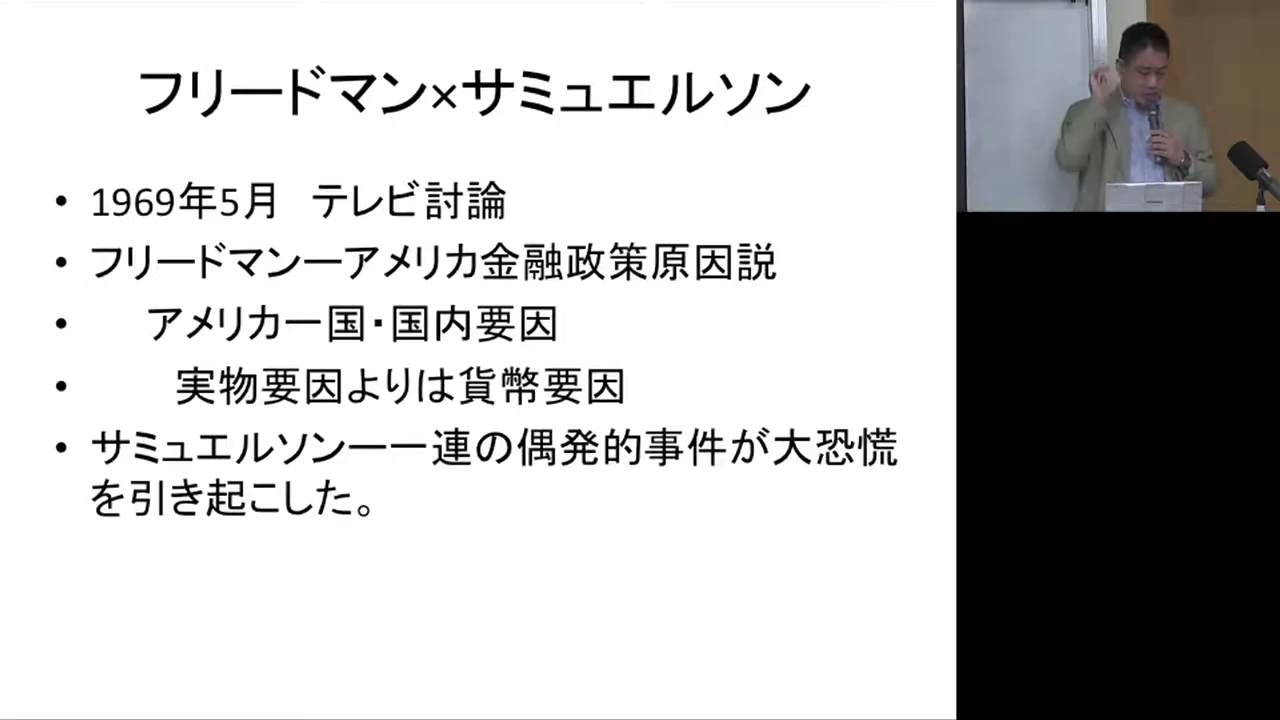 フリードマン×サミュエルソン
• 1969年5月　テレビ討論
• フリードマンーアメリカ金融政策原因説
•　　アメリカ一国・国内要因
•　　　実物要因よりは貨幣要因
• サミュエルソンー一連の偶発的事件が大恐慌
を引き起こした。